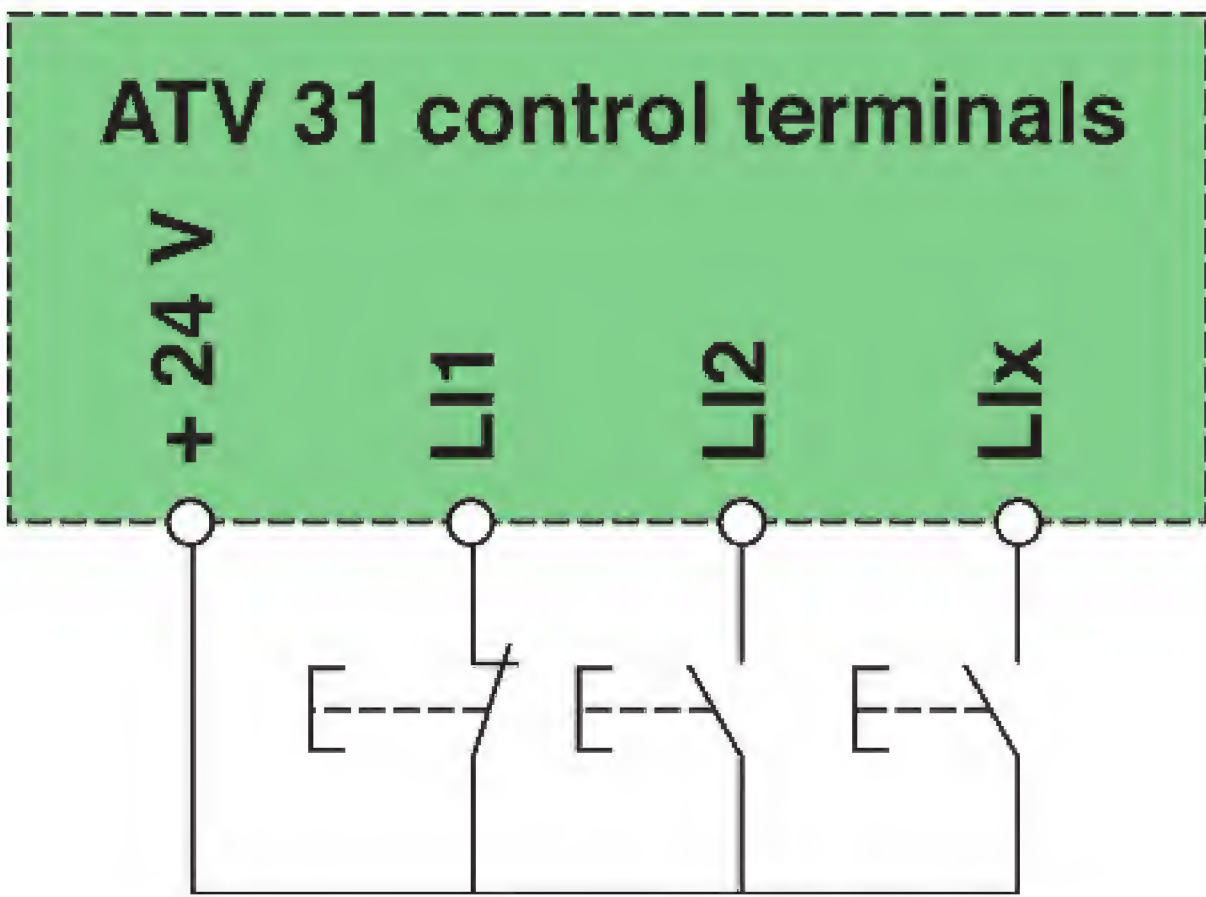 ATV 31 control terminals
+ 24 V
LI1
LI2
LIx